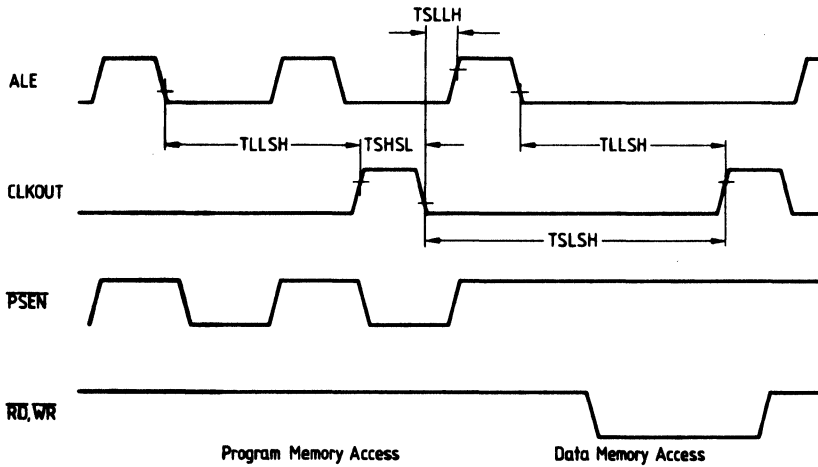 TSLLH
ALE
TLLSH TSHSL TLLSH
CLKOUT
TSLSH
PSEN
RD, WR
Program Memory Access Data Memory Access